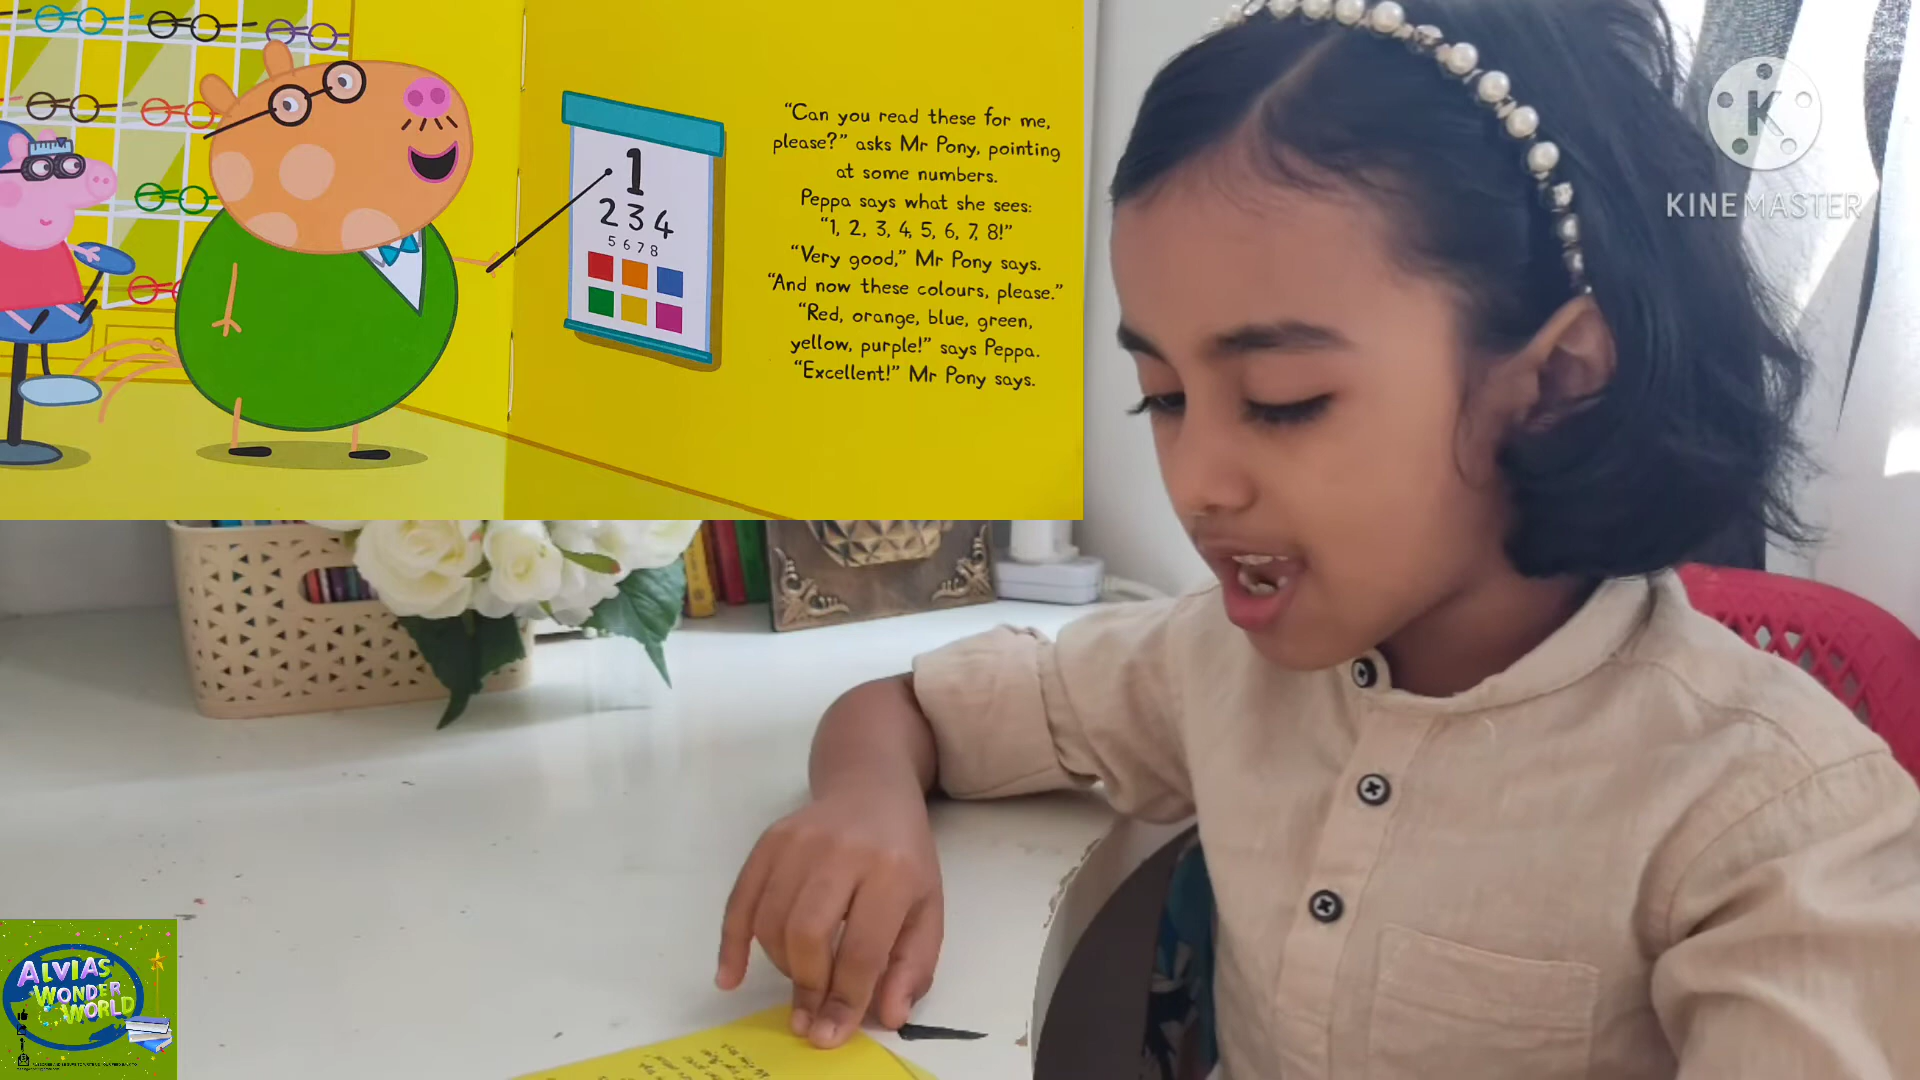 1
2 3 4
5 6 7 8
“Can you read these for me,
please?” asks Mr Pony, pointing
at some numbers.
Peppa says what she sees:
“1, 2, 3, 4, 5, 6, 7, 8!”
“Very good,” Mr Pony says.
“And now these colours, please.”
“Red, orange, blue, green,
yellow, purple!” says Peppa.
“Excellent!” Mr Pony says.
K
KINEMASTER
ALVIAS
WONDER
WORLD